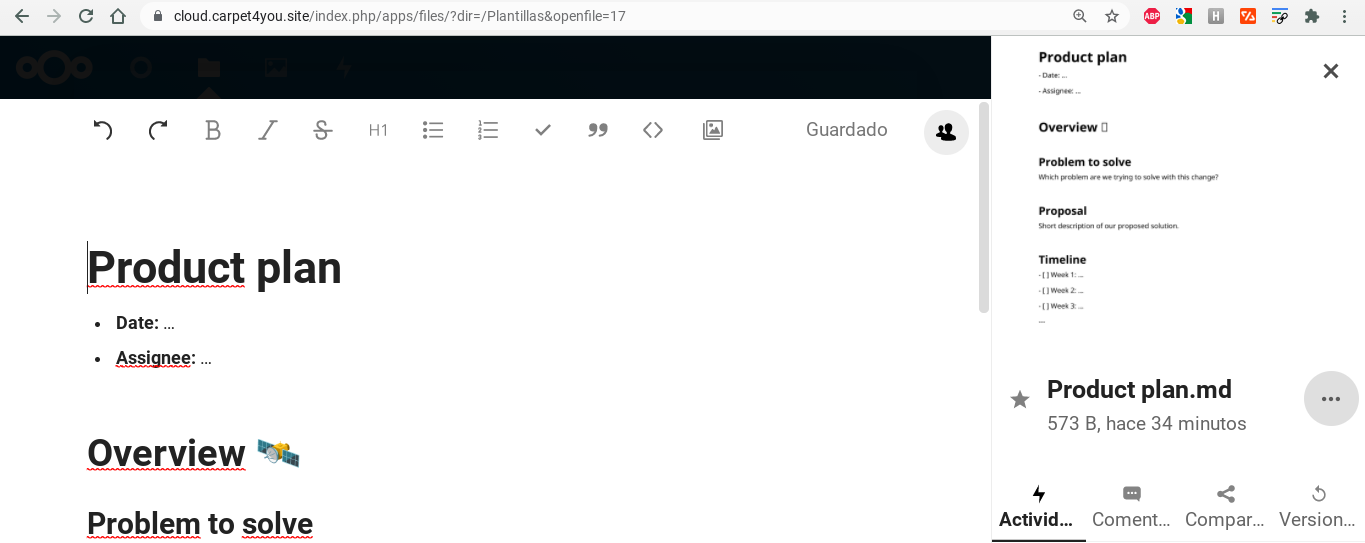 cloud.carpet4you.site/index.php/apps/files/?dir=/Plantillas&openfile=17
ABP
H
H1
Guardado
Product plan
Date: ...
Assignee: ...
Overview 🛰️
Problem to solve
Product plan
- Date: ...
- Assignee: ...
Overview
Problem to solve
Which problem are we trying to solve with this change?
Proposal
Short description of our proposed solution.
Timeline
- [ ] Week 1: ...
- [ ] Week 2: ...
- [ ] Week 3: ...
...
Product plan.md
573 B, hace 34 minutos
Activid...
Coment...
Compar...
Version...